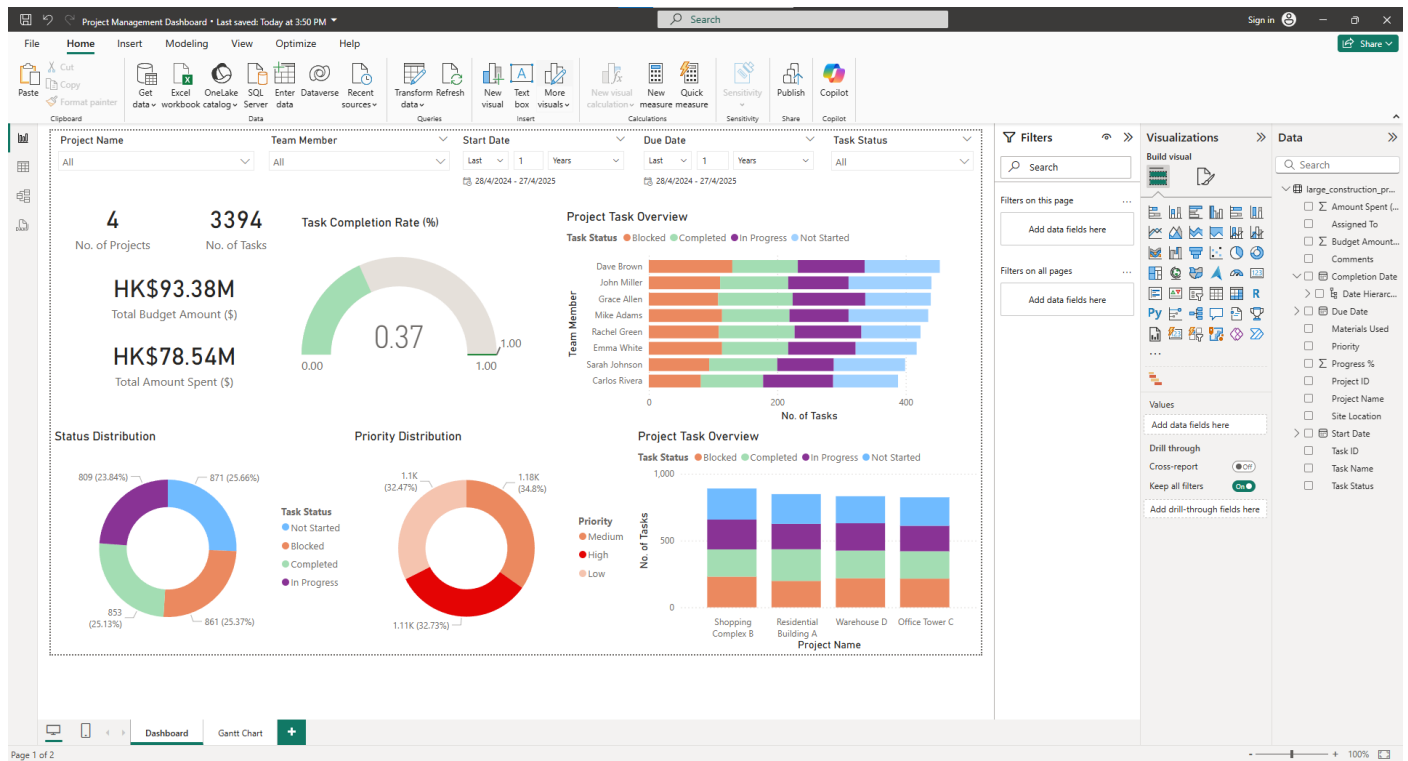 Project Management Dashboard • Last saved: Today at 3:50 PM
Search
Sign in
File Home Insert Modeling View Optimize Help
Share
Paste
Cut
Copy
Format painter
Clipboard
Get data
Excel workbook
OneLake catalog
SQL Server
Enter data
Dataverse
Recent sources
Data
Transform data
Refresh
Queries
New visual
Text box
More visuals
Insert
New visual calculation
New measure
Quick measure
Calculations
Sensitivity
Sensitivity
Publish
Share
Copilot
Copilot
Project Name
All
Team Member
All
Start Date
Last 1 Years
28/4/2024 - 27/4/2025
Due Date
Last 1 Years
28/4/2024 - 27/4/2025
Task Status
All
4
No. of Projects
3394
No. of Tasks
HK$93.38M
Total Budget Amount ($)
HK$78.54M
Total Amount Spent ($)
Task Completion Rate (%)
0.37
1.00
0.00
1.00
Project Task Overview
Task Status Blocked Completed In Progress Not Started
Team Member
Dave Brown
John Miller
Grace Allen
Mike Adams
Rachel Green
Emma White
Sarah Johnson
Carlos Rivera
0 200 400
No. of Tasks
Status Distribution
809 (23.84%)
871 (25.66%)
853
(25.13%)
861 (25.37%)
Task Status
Not Started
Blocked
Completed
In Progress
Priority Distribution
1.1K
(32.47%)
1.18K
(34.8%)
1.11K (32.73%)
Priority
Medium
High
Low
Project Task Overview
Task Status Blocked Completed In Progress Not Started
No. of Tasks
1,000
500
0
Shopping Complex B
Residential Building A
Warehouse D
Office Tower C
Project Name
Filters
Search
Filters on this page
Add data fields here
Filters on all pages
Add data fields here
Visualizations
Build visual
123
R
Py
Values
Add data fields here
Drill through
Cross-report
Off
Keep all filters
On
Add drill-through fields here
Data
Search
large_construction_pr...
Amount Spent (...
Assigned To
Budget Amount...
Comments
Completion Date
Date Hierarc...
Due Date
Materials Used
Priority
Progress %
Project ID
Project Name
Site Location
Start Date
Task ID
Task Name
Task Status
Dashboard
Gantt Chart
Page 1 of 2
- + 100%